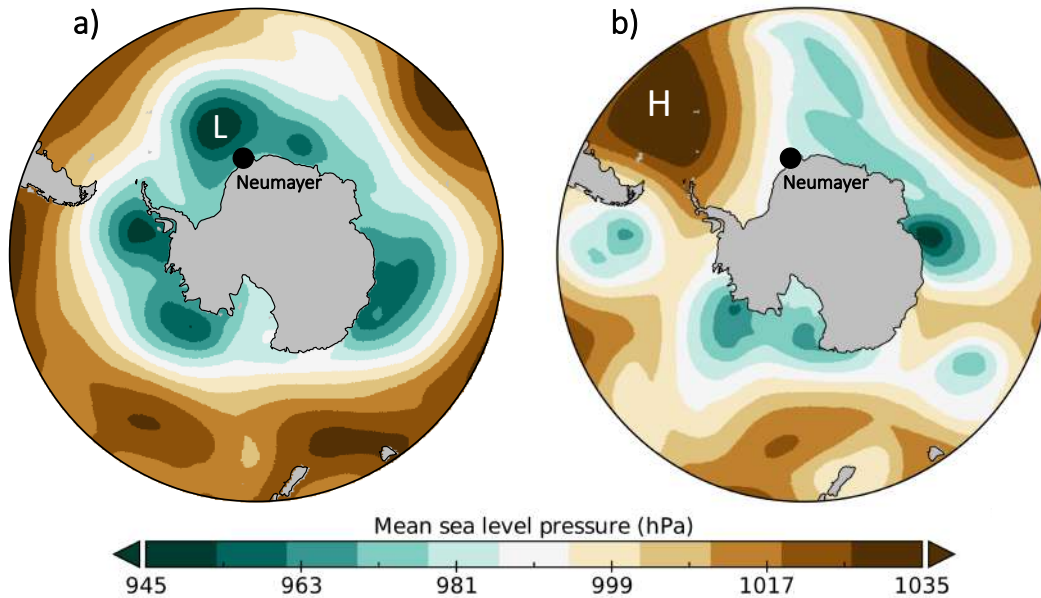 a)
b)
L
H
Neumayer
Neumayer
Mean sea level pressure (hPa)
945 963 981 999 1017 1035